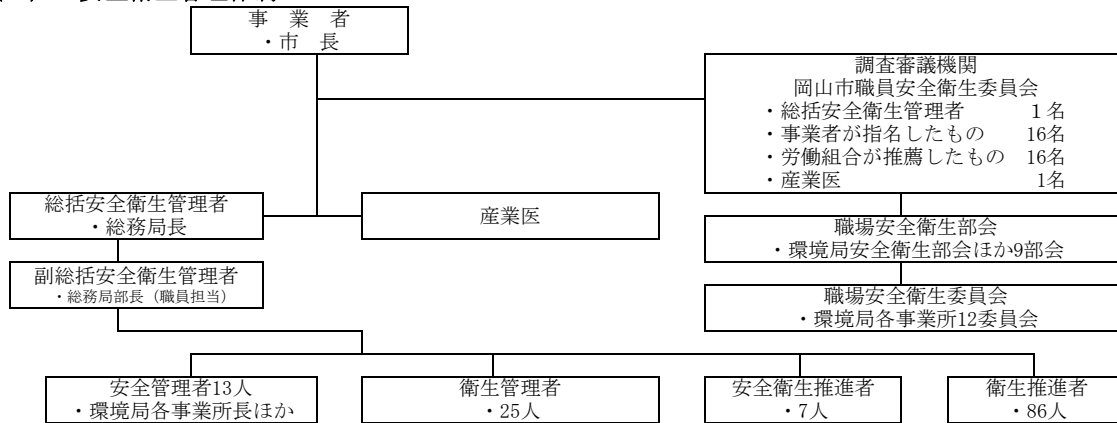 事 業 者
・市 長
調査審議機関
岡山市職員安全衛生委員会
・総括安全衛生管理者 1名
・事業者が指名したもの 16名
・労働組合が推薦したもの 16名
・産業医 1名
総括安全衛生管理者
・総務局長
産業医
職場安全衛生部会
・環境局安全衛生部会ほか9部会
副総括安全衛生管理者
・総務局部長（職員担当）
職場安全衛生委員会
・環境局各事業所12委員会
安全管理者13人
・環境局各事業所長ほか
衛生管理者
・25人
安全衛生推進者
・7人
衛生推進者
・86人